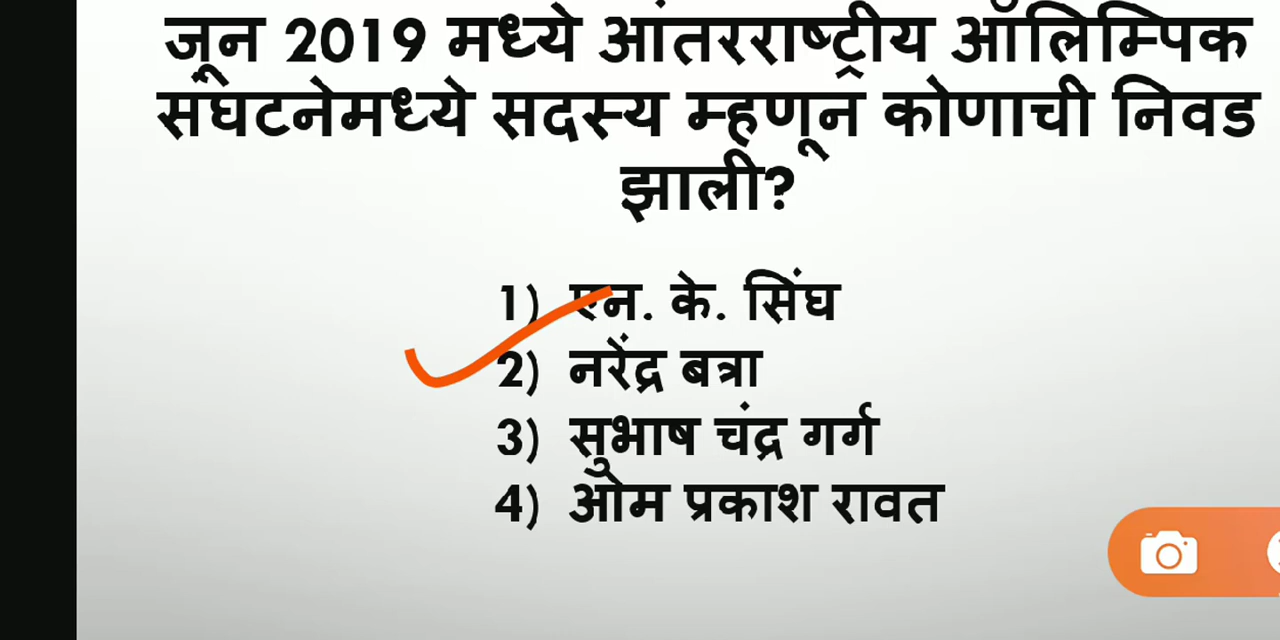 जून 2019 मध्ये आंतरराष्ट्रीय ऑलिम्पिक
संघटनेमध्ये सदस्य म्हणून कोणाची निवड
झाली?
1) एन. के. सिंघ
2) नरेंद्र बत्रा
3) सुभाष चंद्र गर्ग
4) ओम प्रकाश रावत